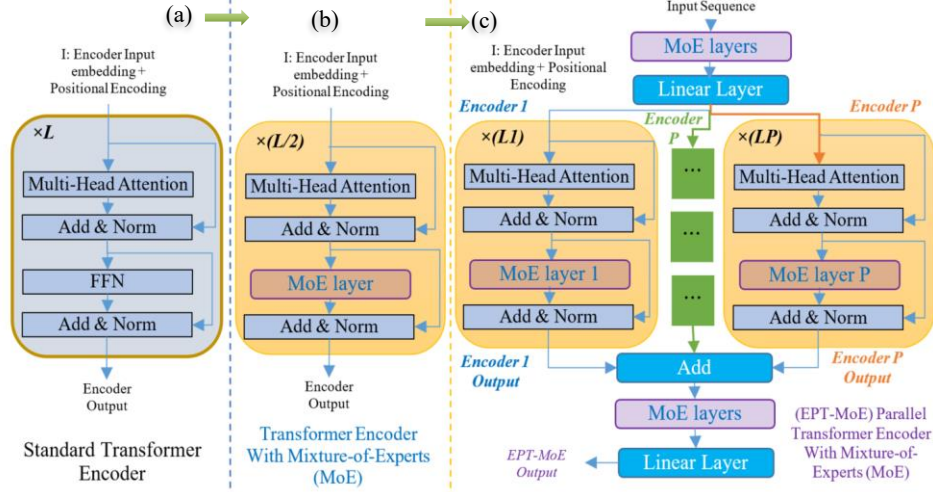 (a)
I: Encoder Input
embedding +
Positional Encoding
×L
Multi-Head Attention
Add & Norm
FFN
Add & Norm
Encoder
Output
Standard Transformer
Encoder
(b)
I: Encoder Input
embedding +
Positional Encoding
×(L/2)
Multi-Head Attention
Add & Norm
MoE layer
Add & Norm
Encoder
Output
Transformer Encoder
With Mixture-of-Experts
(MoE)
(c)
Input Sequence
MoE layers
Linear Layer
I: Encoder Input
embedding + Positional
Encoding
Encoder 1
×(L1)
Multi-Head Attention
Add & Norm
MoE layer 1
Add & Norm
Encoder 1
Output
Encoder
P
...
...
...
Encoder P
×(LP)
Multi-Head Attention
Add & Norm
MoE layer P
Add & Norm
Encoder P
Output
Add
MoE layers
Linear Layer
EPT-MoE
Output
(EPT-MoE) Parallel
Transformer Encoder
With Mixture-of-
Experts (MoE)